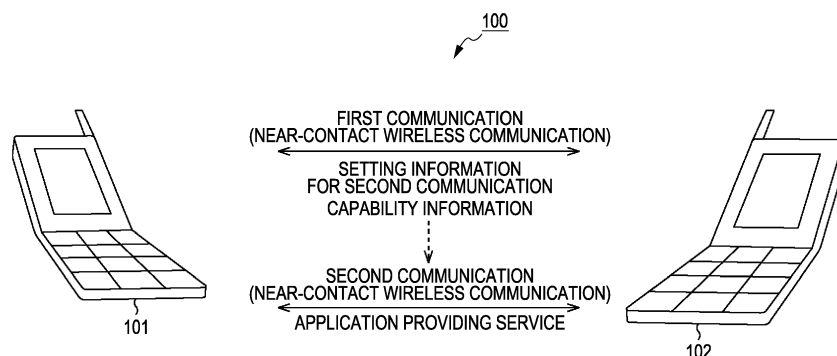 100
FIRST COMMUNICATION
(NEAR-CONTACT WIRELESS COMMUNICATION)
SETTING INFORMATION
FOR SECOND COMMUNICATION
CAPABILITY INFORMATION
SECOND COMMUNICATION
(NEAR-CONTACT WIRELESS COMMUNICATION)
APPLICATION PROVIDING SERVICE
101
102